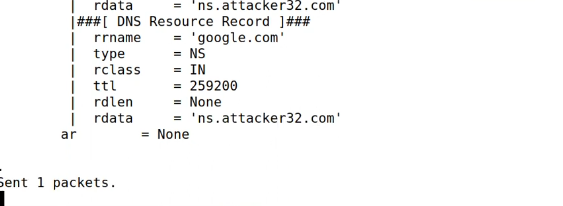 | rdata = 'ns.attacker32.com'
|###[ DNS Resource Record ]###
| rrname = 'google.com'
| type = NS
| rclass = IN
| ttl = 259200
| rdlen = None
| rdata = 'ns.attacker32.com'
ar = None
.
Sent 1 packets.